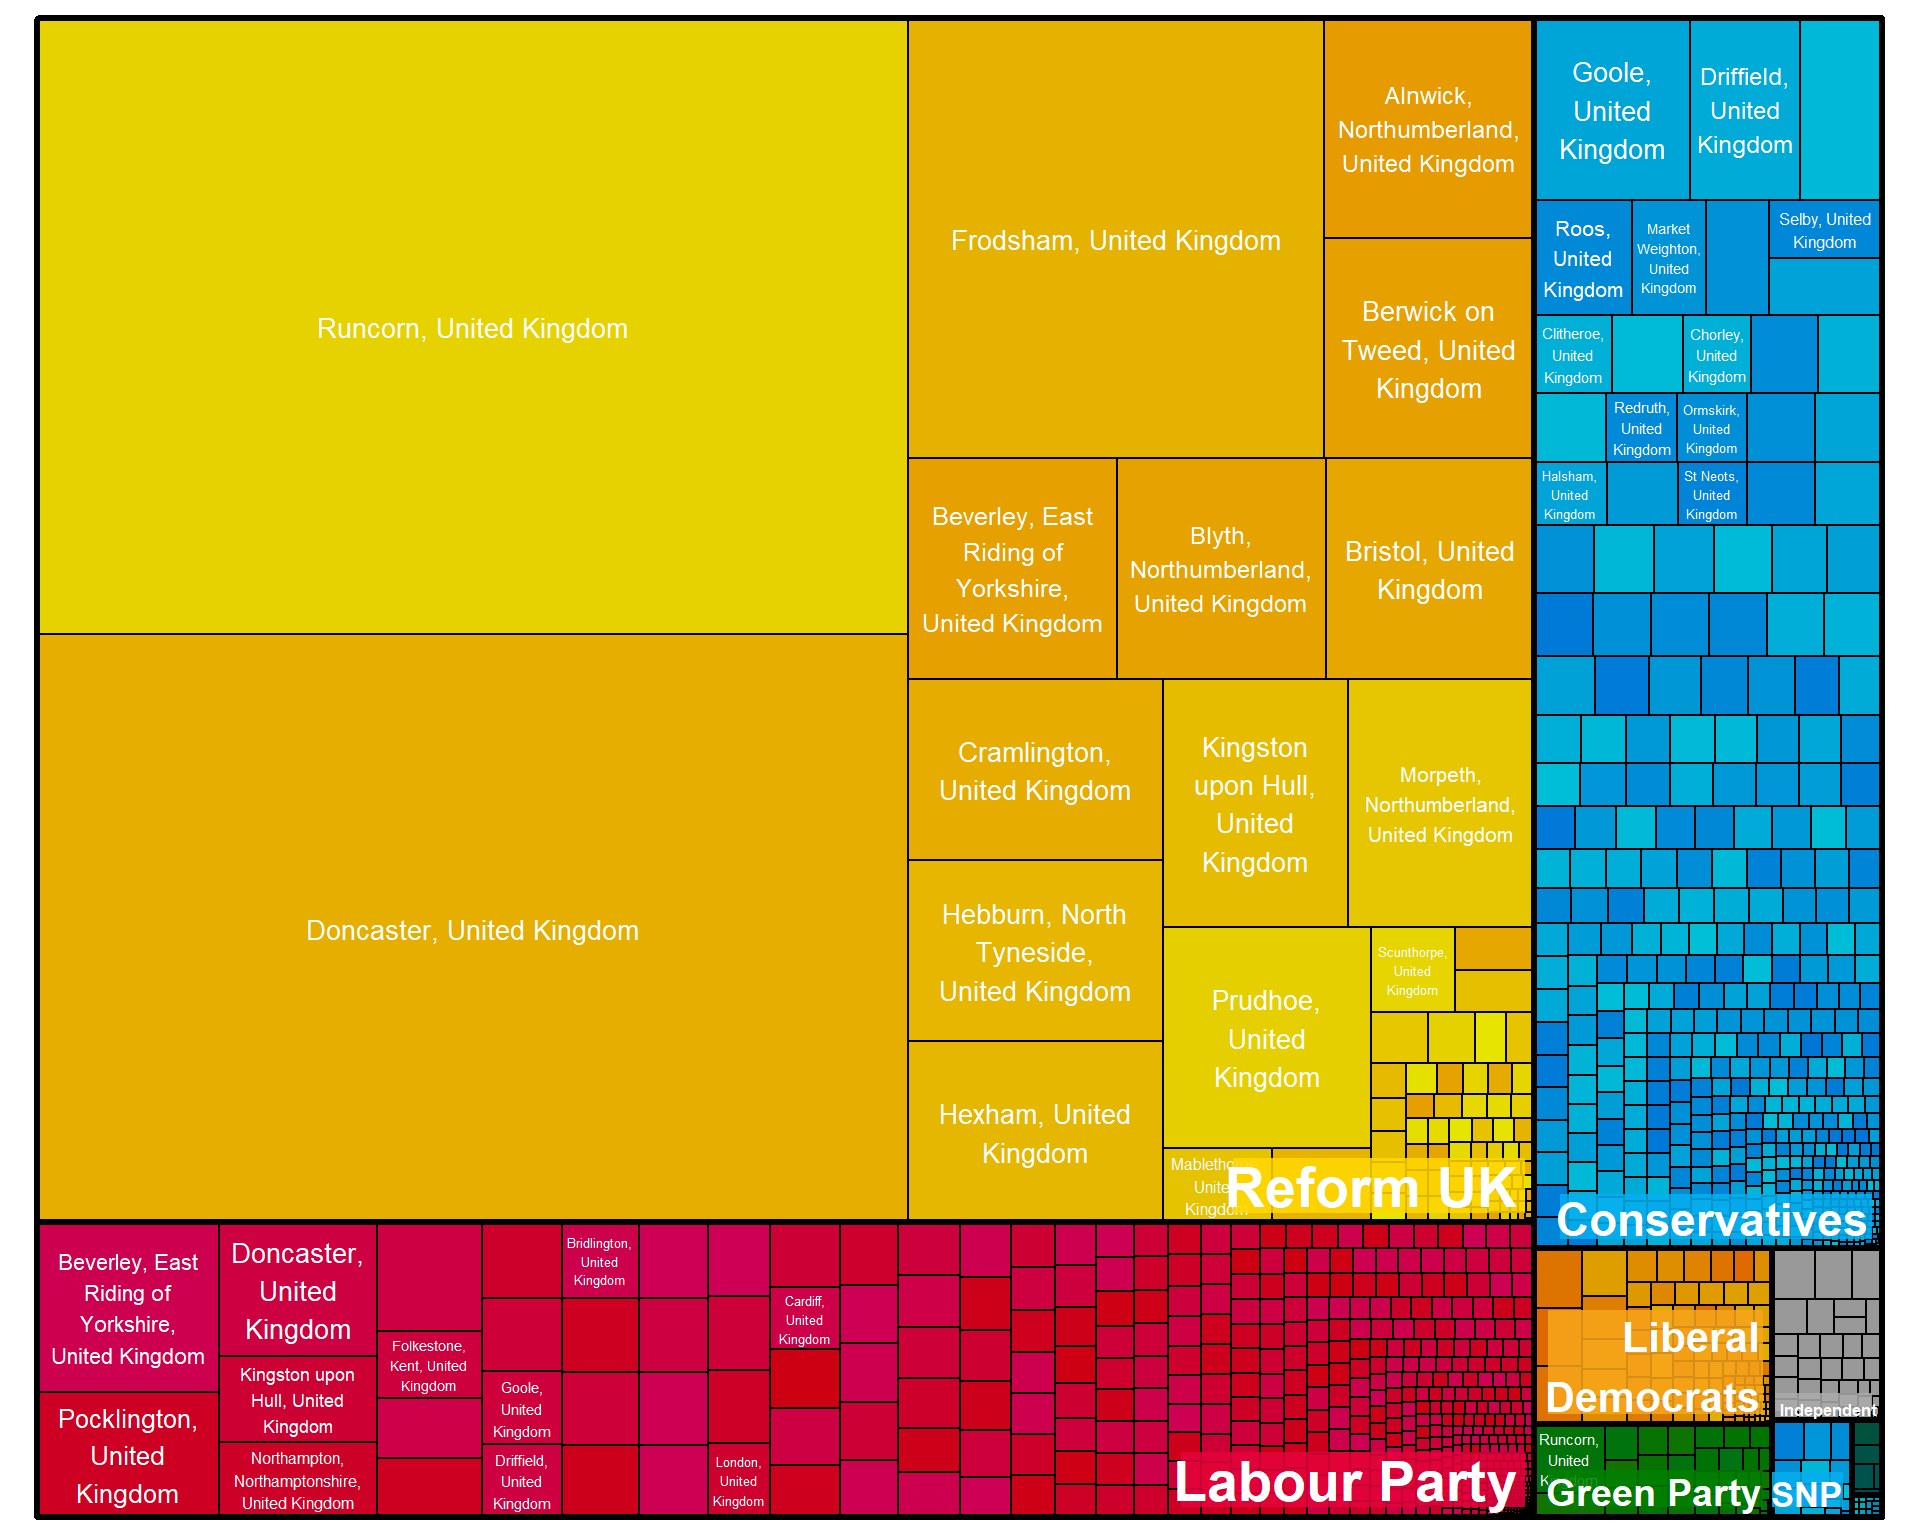 Runcorn, United Kingdom
Doncaster, United Kingdom
Frodsham, United Kingdom
Alnwick,
Northumberland,
United Kingdom
Berwick on
Tweed, United
Kingdom
Beverley, East
Riding of
Yorkshire,
United Kingdom
Blyth,
Northumberland,
United Kingdom
Bristol, United
Kingdom
Cramlington,
United Kingdom
Hebburn, North
Tyneside,
United Kingdom
Hexham, United
Kingdom
Kingston
upon Hull,
United
Kingdom
Morpeth,
Northumberland,
United Kingdom
Prudhoe,
United
Kingdom
Scunthorpe,
United
Kingdom
Reform UK
Goole,
United
Kingdom
Driffield,
United
Kingdom
Roos,
United
Kingdom
Market
Weighton,
United
Kingdom
Selby, United
Kingdom
Clitheroe,
United
Kingdom
Chorley,
United
Kingdom
Redruth,
United
Kingdom
Ormskirk,
United
Kingdom
Halsham,
United
Kingdom
St Neots,
United
Kingdom
Conservatives
Beverley, East
Riding of
Yorkshire,
United Kingdom
Pocklington,
United
Kingdom
Doncaster,
United
Kingdom
Kingston upon
Hull, United
Kingdom
Northampton,
Northamptonshire,
United Kingdom
Folkestone,
Kent, United
Kingdom
Goole,
United
Kingdom
Driffield,
United
Kingdom
Bridlington,
United
Kingdom
London,
United
Kingdom
Cardiff,
United
Kingdom
Labour Party
Liberal
Democrats
Independent
Runcorn,
United
Green Party
SNP